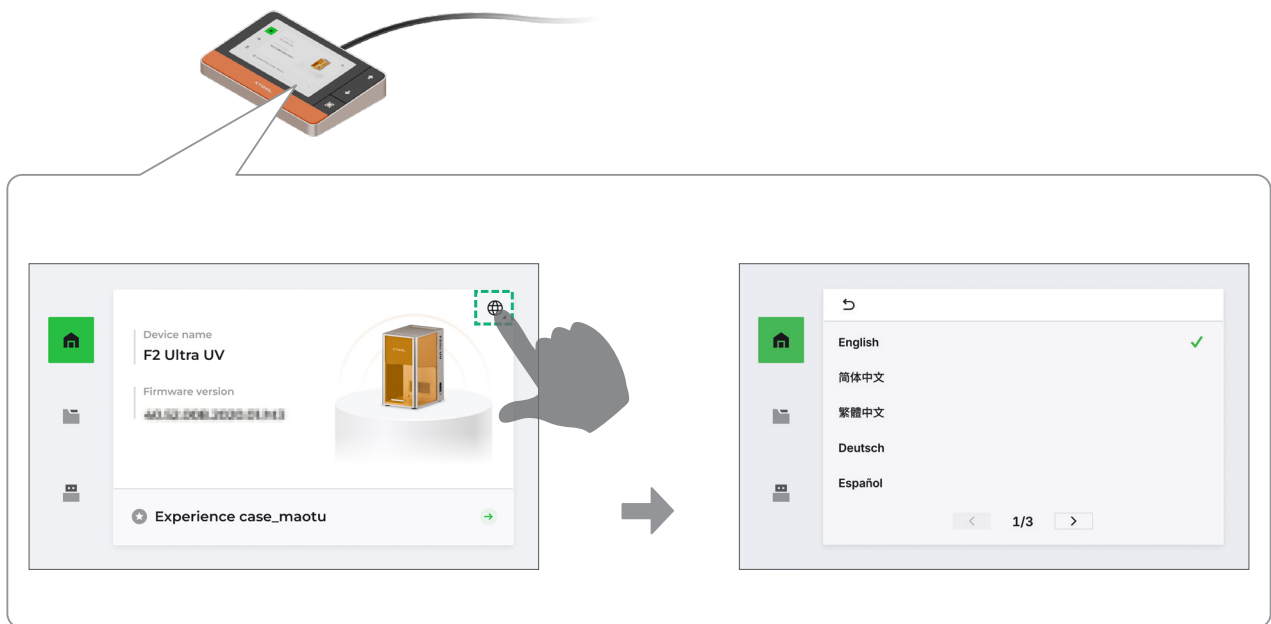 Device name
F2 Ultra UV
Firmware version
Experience case_maotu
English
简体中文
繁體中文
Deutsch
Español
1/3